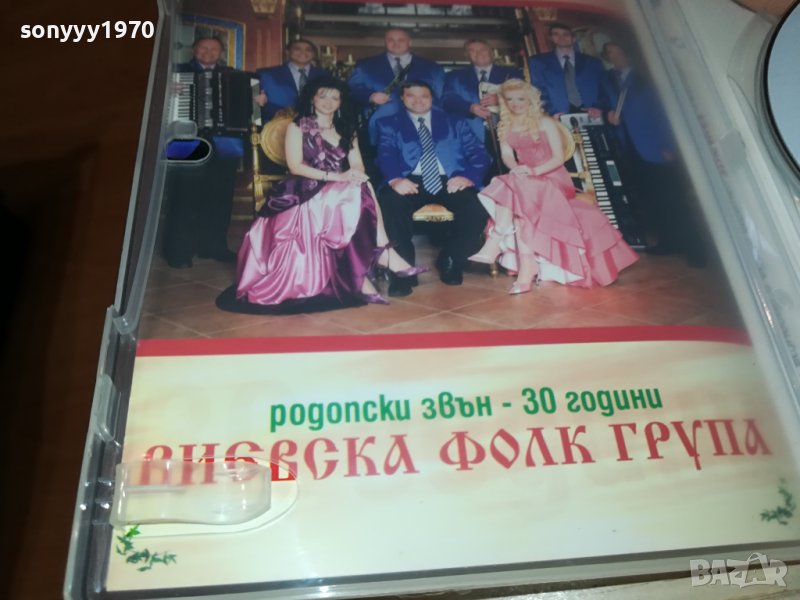 sonyyy1970
родопски звън - 30 години
ВИЕВСКА ФОЛК ГРУПА
BAZAR